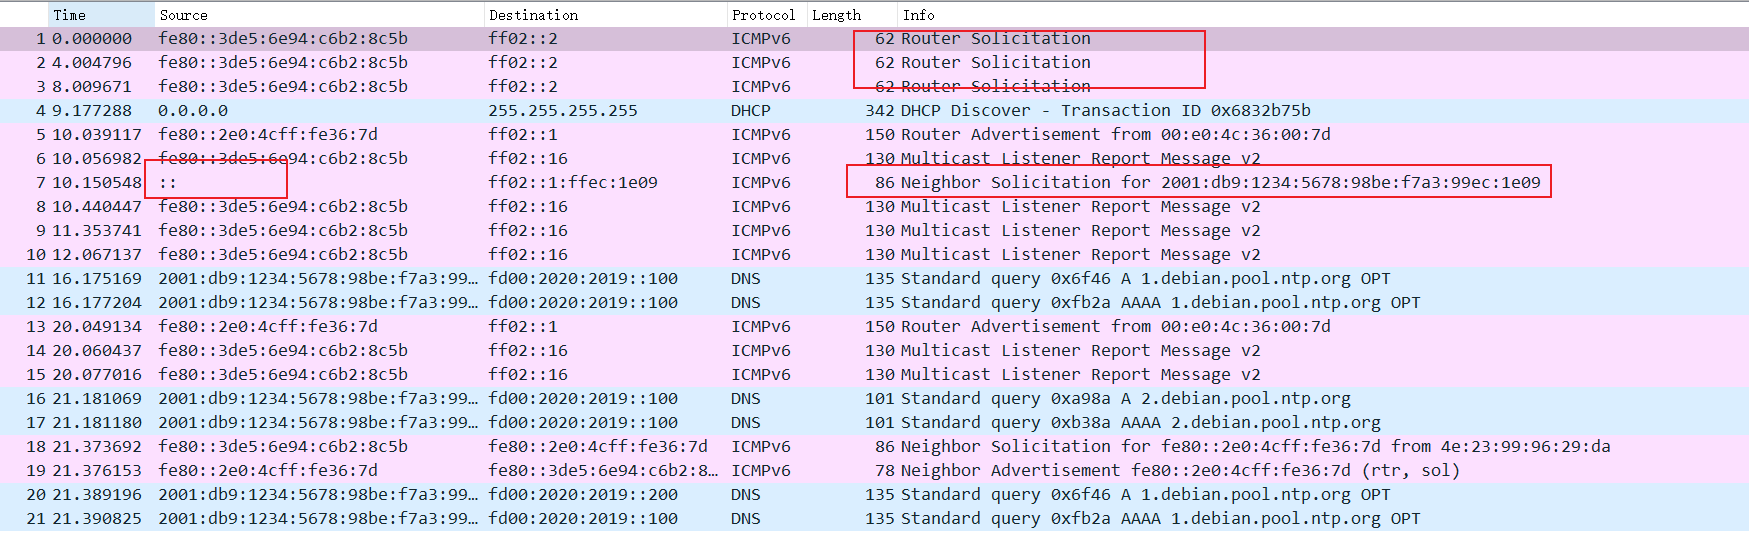 Time Source Destination Protocol Length Info
1 0.000000 fe80::3de5:6e94:c6b2:8c5b ff02::2 ICMPv6 62 Router Solicitation
2 4.004796 fe80::3de5:6e94:c6b2:8c5b ff02::2 ICMPv6 62 Router Solicitation
3 8.009671 fe80::3de5:6e94:c6b2:8c5b ff02::2 ICMPv6 62 Router Solicitation
4 9.177288 0.0.0.0 255.255.255.255 DHCP 342 DHCP Discover - Transaction ID 0x6832b75b
5 10.039117 fe80::2e0:4cff:fe36:7d ff02::1 ICMPv6 150 Router Advertisement from 00:e0:4c:36:00:7d
6 10.056982 fe80::3de5:6e94:c6b2:8c5b ff02::16 ICMPv6 130 Multicast Listener Report Message v2
7 10.150548 :: ff02::1:ffec:1e09 ICMPv6 86 Neighbor Solicitation for 2001:db9:1234:5678:98be:f7a3:99ec:1e09
8 10.440447 fe80::3de5:6e94:c6b2:8c5b ff02::16 ICMPv6 130 Multicast Listener Report Message v2
9 11.353741 fe80::3de5:6e94:c6b2:8c5b ff02::16 ICMPv6 130 Multicast Listener Report Message v2
10 12.067137 fe80::3de5:6e94:c6b2:8c5b ff02::16 ICMPv6 130 Multicast Listener Report Message v2
11 16.175169 2001:db9:1234:5678:98be:f7a3:99… fd00:2020:2019::100 DNS 135 Standard query 0x6f46 A 1.debian.pool.ntp.org OPT
12 16.177204 2001:db9:1234:5678:98be:f7a3:99… fd00:2020:2019::100 DNS 135 Standard query 0xfb2a AAAA 1.debian.pool.ntp.org OPT
13 20.049134 fe80::2e0:4cff:fe36:7d ff02::1 ICMPv6 150 Router Advertisement from 00:e0:4c:36:00:7d
14 20.060437 fe80::3de5:6e94:c6b2:8c5b ff02::16 ICMPv6 130 Multicast Listener Report Message v2
15 20.077016 fe80::3de5:6e94:c6b2:8c5b ff02::16 ICMPv6 130 Multicast Listener Report Message v2
16 21.181069 2001:db9:1234:5678:98be:f7a3:99… fd00:2020:2019::100 DNS 101 Standard query 0xa98a A 2.debian.pool.ntp.org
17 21.181180 2001:db9:1234:5678:98be:f7a3:99… fd00:2020:2019::100 DNS 101 Standard query 0xb38a AAAA 2.debian.pool.ntp.org
18 21.373692 fe80::3de5:6e94:c6b2:8c5b fe80::2e0:4cff:fe36:7d ICMPv6 86 Neighbor Solicitation for fe80::2e0:4cff:fe36:7d from 4e:23:99:96:29:da
19 21.376153 fe80::2e0:4cff:fe36:7d fe80::3de5:6e94:c6b2:8… ICMPv6 78 Neighbor Advertisement fe80::2e0:4cff:fe36:7d (rtr, sol)
20 21.389196 2001:db9:1234:5678:98be:f7a3:99… fd00:2020:2019::200 DNS 135 Standard query 0x6f46 A 1.debian.pool.ntp.org OPT
21 21.390825 2001:db9:1234:5678:98be:f7a3:99… fd00:2020:2019::100 DNS 135 Standard query 0xfb2a AAAA 1.debian.pool.ntp.org OPT